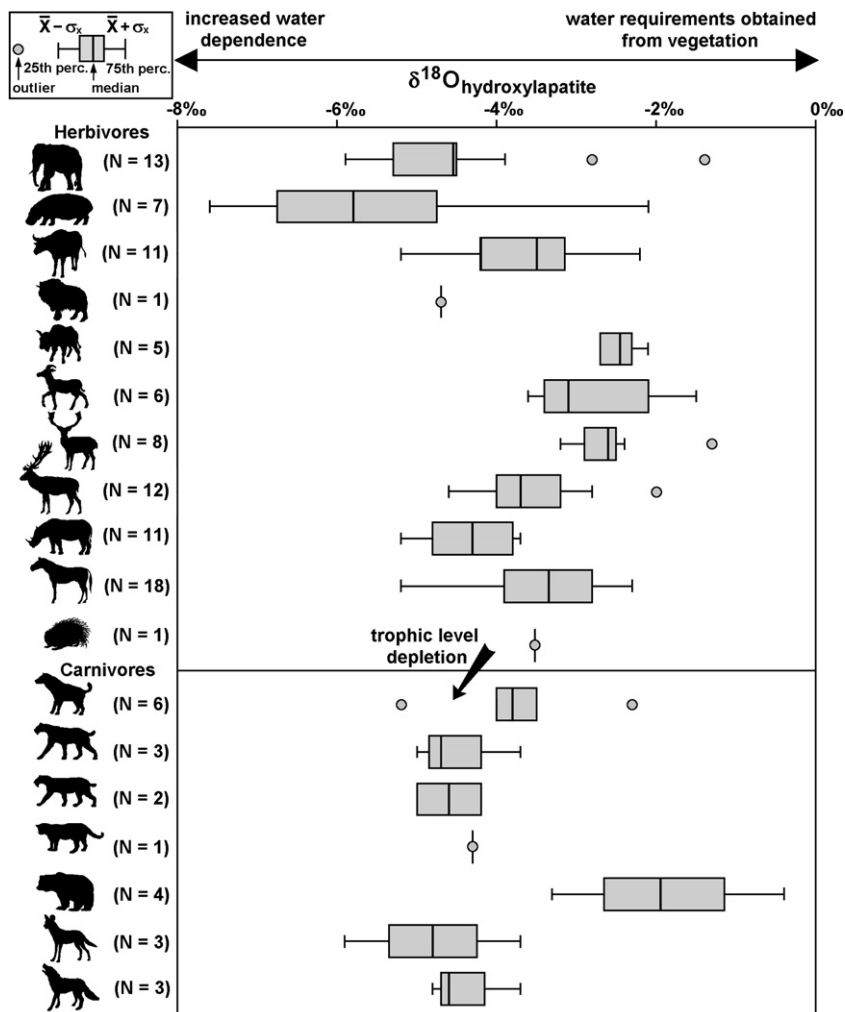 X̄ − σx X̄ + σx
25th perc. 75th perc.
outlier median
increased water
dependence
water requirements obtained
from vegetation
δ18Ohydroxylapatite
-8‰ -6‰ -4‰ -2‰ 0‰
Herbivores
(N = 13)
(N = 7)
(N = 11)
(N = 1)
(N = 5)
(N = 6)
(N = 8)
(N = 12)
(N = 11)
(N = 18)
(N = 1)
trophic level
depletion
Carnivores
(N = 6)
(N = 3)
(N = 2)
(N = 1)
(N = 4)
(N = 3)
(N = 3)